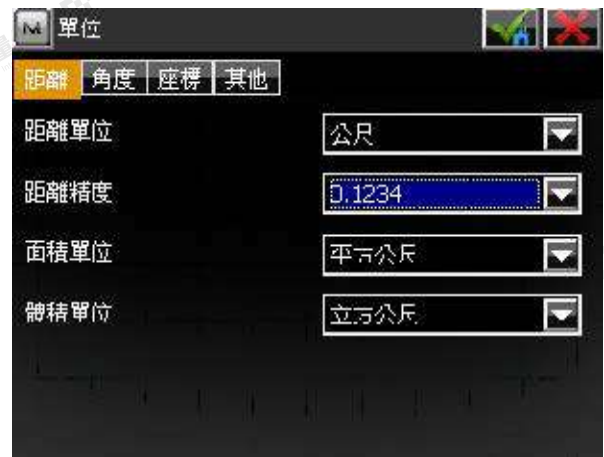 單位
距離 角度 座標 其他
距離單位 公尺
距離精度 0.1234
面積單位 平方公尺
體積單位 立方公尺